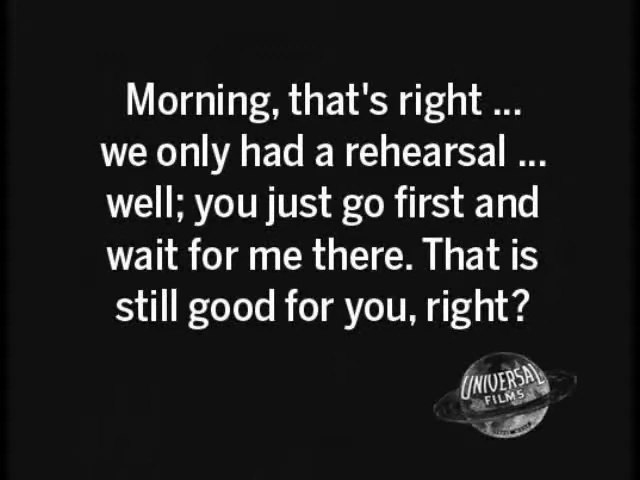 Morning, that's right ...
we only had a rehearsal ...
well; you just go first and
wait for me there. That is
still good for you, right?
UNIVERSAL
FILMS